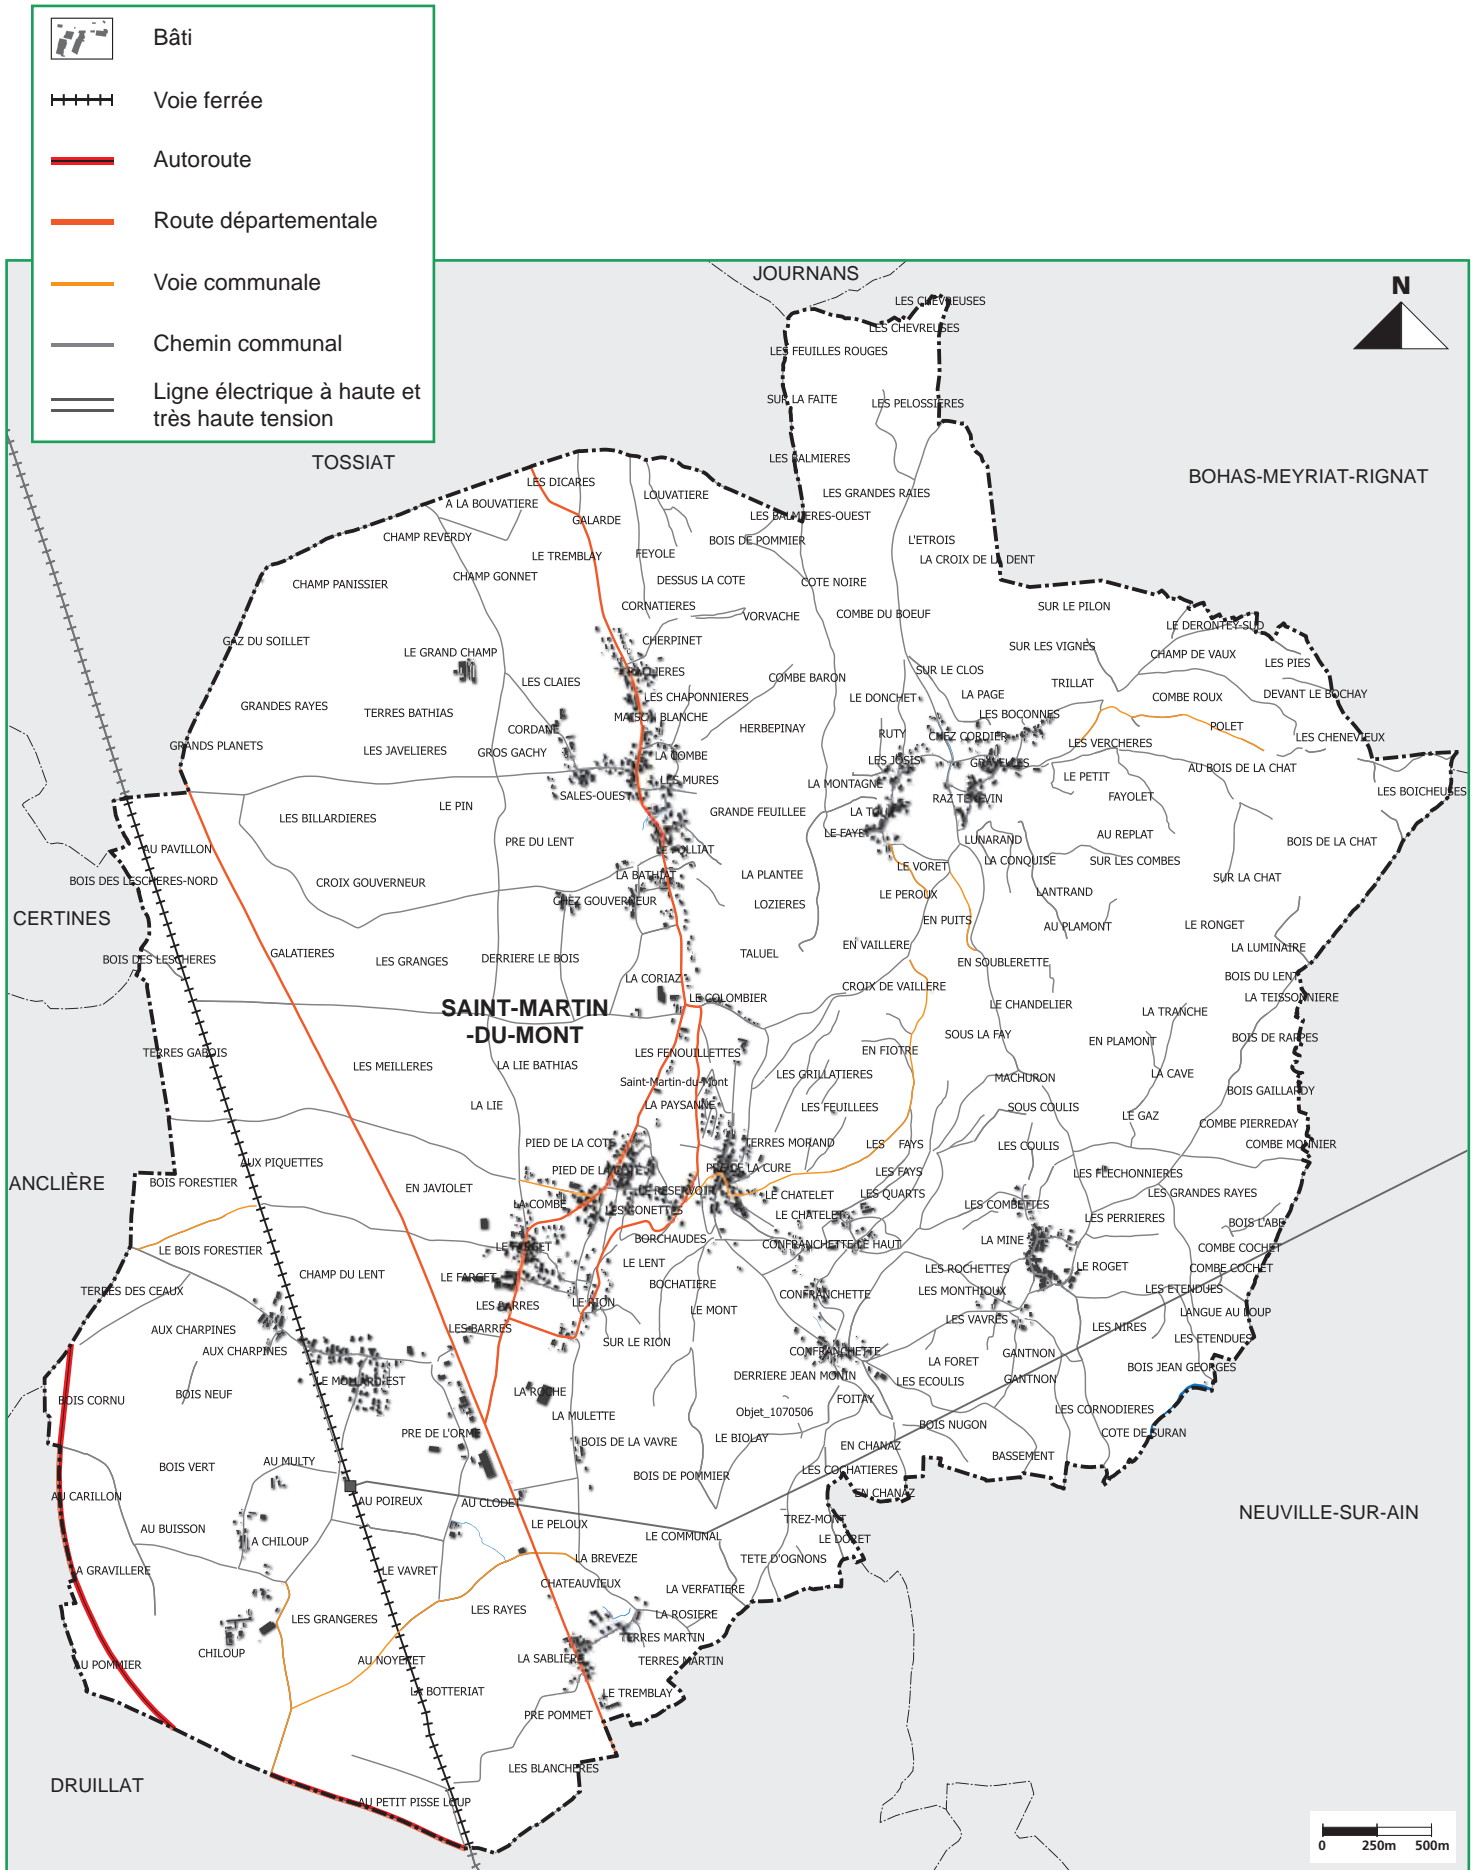 Bâti
Voie ferrée
Autoroute
Route départementale
Voie communale
Chemin communal
Ligne électrique à haute et
très haute tension
JOURNANS
N
LES CHEVREUSES
LES CHEVREUSES
LES FEUILLES ROUGES
SUR LA FAITE
LES PELOSSIERES
TOSSIAT
LES BALMIERES
BOHAS-MEYRIAT-RIGNAT
LES DICARES
LOUVATIERE
LES GRANDES RAIES
A LA BOUVATIERE
GALARDE
LES BALMIERES-OUEST
CHAMP REVERDY
BOIS DE POMMIER
L'ETROIS
LE TREMBLAY
FEYOLE
LA CROIX DE LA DENT
CHAMP PANISSIER
CHAMP GONNET
DESSUS LA COTE
COTE NOIRE
CORNATIERES
VORVACHE
COMBE DU BOEUF
SUR LE PILON
LE DERONTEY-SUD
GAZ DU SOILLET
LE GRAND CHAMP
CHERPINET
SUR LES VIGNES
CHAMP DE VAUX
LES PIES
LES CLAIES
COMBE BARON
SUR LE CLOS
TRILLAT
GRANDES RAYES
TERRES BATHIAS
LES CHAPONNIERES
LE DONCHET
LA PAGE
COMBE ROUX
DEVANT LE BOCHAY
CORDANE
MAISON BLANCHE
HERBEPINAY
LES BOCONNES
POLET
GRANDS PLANETS
LES JAVELIERES
GROS GACHY
LA COMBE
RUTY
CHEZ CORDIER
LES VERCHERES
LES CHENEVIEUX
LES JOSIS
GRAVELLES
AU BOIS DE LA CHAT
LES MURES
LA MONTAGNE
LE PETIT
FAYOLET
LES BOICHEUSES
LE PIN
SALES-OUEST
GRANDE FEUILLEE
RAZ TENEVIN
LES BILLARDIERES
LE FAYE
AU REPLAT
PRE DU LENT
LUNARAND
BOIS DE LA CHAT
AU PAVILLON
LA CONQUISE
SUR LES COMBES
BOIS DES LESCHERES-NORD
CROIX GOUVERNEUR
LA BATHIAT
LA PLANTEE
LE VORET
SUR LA CHAT
CERTINES
CHEZ GOUVERNEUR
LOZIERES
LE PEROUX
LANTRAND
EN PUITS
AU PLAMONT
LE RONGET
GALATIERES
LES GRANGES
DERRIERE LE BOIS
TALUEL
EN VAILLERE
LA LUMINAIRE
BOIS DES LESCHERES
EN SOUBLERETTE
LA CORIAZ
CROIX DE VAILLERE
BOIS DU LENT
SAINT-MARTIN
-DU-MONT
LE COLOMBIER
LE CHANDELIER
LA TEISSONNIERE
LA TRANCHE
SOUS LA FAY
EN PLAMONT
BOIS DE RAPPES
TERRES GABOIS
LES MEILLERES
LA LIE BATHIAS
LES FENOUILLETTES
EN FIOTRE
Saint-Martin-du-Mont
LES GRILLATIERES
MACHURON
LA CAVE
BOIS GAILLARDY
LA LIE
LA PAYSANNE
LES FEUILLEES
SOUS COULIS
LE GAZ
COMBE PIERREDAY
PIED DE LA COTE
TERRES MORAND
LES FAYS
LES COULIS
COMBE MONNIER
AUX PIQUETTES
PIED DE LA COTE
PRE DE LA CURE
LES FAYS
LES FLECHONNIERES
ANCLIÈRE
BOIS FORESTIER
EN JAVIOLET
LA COMBE
LE RESERVOIR
LE CHATELET
LES QUARTS
LES GRANDES RAYES
LES GONETTES
LE CHATELET
LES COMBETTES
LES PERRIERES
BOIS LABE
LE BOIS FORESTIER
LE FARGET
BORCHAUDES
CONFRANCHETTE LE HAUT
LA MINE
COMBE COCHET
CHAMP DU LENT
LE FARGET
LE LENT
LES ROCHETTES
LE ROGET
COMBE COCHET
TERRES DES CEAUX
BOCHATIERE
CONFRANCHETTE
LES MONTHIOUX
LES ETENDUES
LES BARRES
LE RION
LE MONT
LES VAVRES
LANGUE AU LOUP
AUX CHARPINES
LES BARRES
SUR LE RION
LES NIRES
LES ETENDUES
AUX CHARPINES
CONFRANCHETTE
LA FORET
GANTNON
BOIS JEAN GEORGES
LE MOLLARD-EST
DERRIERE JEAN MONIN
LES ECOULIS
GANTNON
BOIS CORNU
BOIS NEUF
LA ROCHE
FOITAY
LES CORNODIERES
LA MULETTE
Objet_1070506
BOIS NUGON
COTE DE SURAN
PRE DE L'ORME
BOIS DE LA VAVRE
LE BIOLAY
EN CHANAZ
BASSEMENT
BOIS VERT
AU MULTY
BOIS DE POMMIER
LES COCHATIERES
AU CARILLON
AU POIREUX
AU CLODET
EN CHANAZ
NEUVILLE-SUR-AIN
AU BUISSON
A CHILOUP
LE PELOUX
LE COMMUNAL
TREZ-MONT
LE DORET
LA GRAVILLERE
LE VAVRET
LA BREVEZE
TETE D'OGNONS
CHATEAUVIEUX
LA VERFATIERE
LES GRANGERES
LES RAYES
LA ROSIERE
CHILOUP
TERRES MARTIN
AU POMMIER
AU NOYERET
LA SABLIERE
TERRES MARTIN
LA BOTTERIAT
LE TREMBLAY
PRE POMMET
DRUILLAT
LES BLANCHERES
AU PETIT PISSE LOUP
0 250m 500m